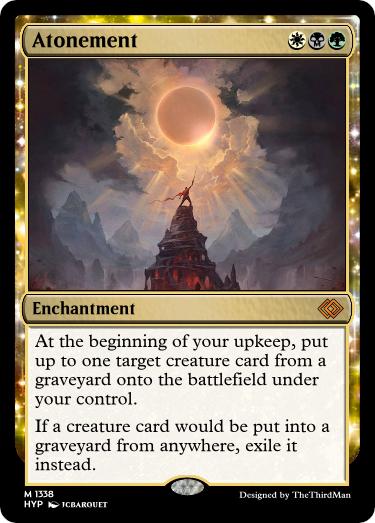 Atonement
Enchantment
At the beginning of your upkeep, put
up to one target creature card from a
graveyard onto the battlefield under
your control.
If a creature card would be put into a
graveyard from anywhere, exile it
instead.
M 1338
HYP JCBAROUET
Designed by TheThirdMan